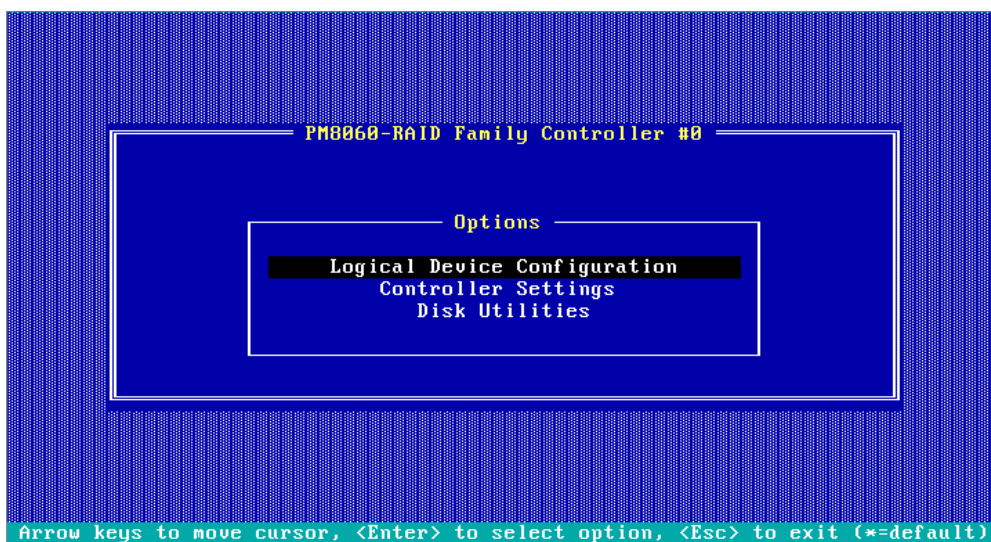 PM8060-RAID Family Controller #0
Options
Logical Device Configuration
Controller Settings
Disk Utilities
Arrow keys to move cursor, <Enter> to select option, <Esc> to exit (*=default)